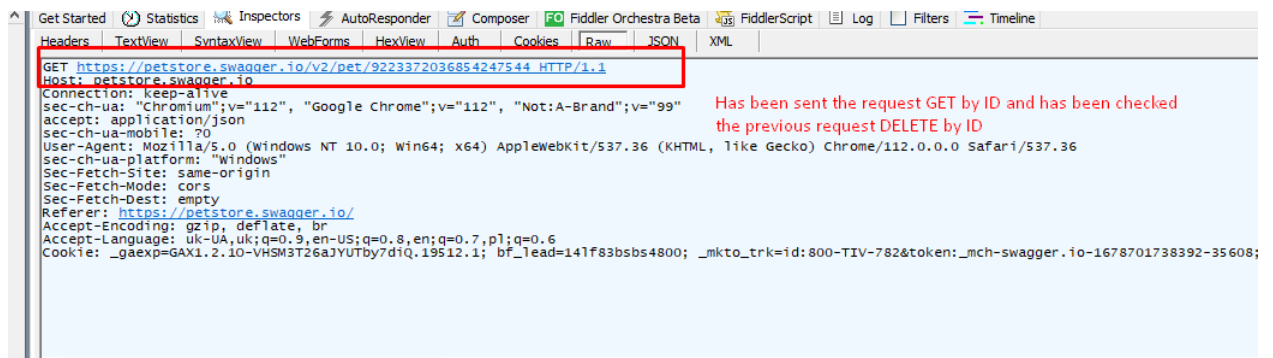 Get Started Statistics Inspectors AutoResponder Composer FO Fiddler Orchestra Beta FiddlerScript Log Filters Timeline
Headers TextView SyntaxView WebForms HexView Auth Cookies Raw JSON XML
GET https://petstore.swagger.io/v2/pet/9223372036854247544 HTTP/1.1
Host: petstore.swagger.io
Connection: keep-alive
sec-ch-ua: "Chromium";v="112", "Google Chrome";v="112", "Not:A-Brand";v="99"
Has been sent the request GET by ID and has been checked
accept: application/json
the previous request DELETE by ID
sec-ch-ua-mobile: ?0
User-Agent: Mozilla/5.0 (Windows NT 10.0; Win64; x64) AppleWebKit/537.36 (KHTML, like Gecko) Chrome/112.0.0.0 Safari/537.36
sec-ch-ua-platform: "Windows"
Sec-Fetch-Site: same-origin
Sec-Fetch-Mode: cors
Sec-Fetch-Dest: empty
Referer: https://petstore.swagger.io/
Accept-Encoding: gzip, deflate, br
Accept-Language: uk-UA,uk;q=0.9,en-US;q=0.8,en;q=0.7,pl;q=0.6
Cookie: _gaexp=GAX1.2.10-VHSM3T26aJYUTby7diQ.19512.1; bf_lead=14lf83bsbs4800; _mkto_trk=id:800-TIV-782&token:_mch-swagger.io-1678701738392-35608;